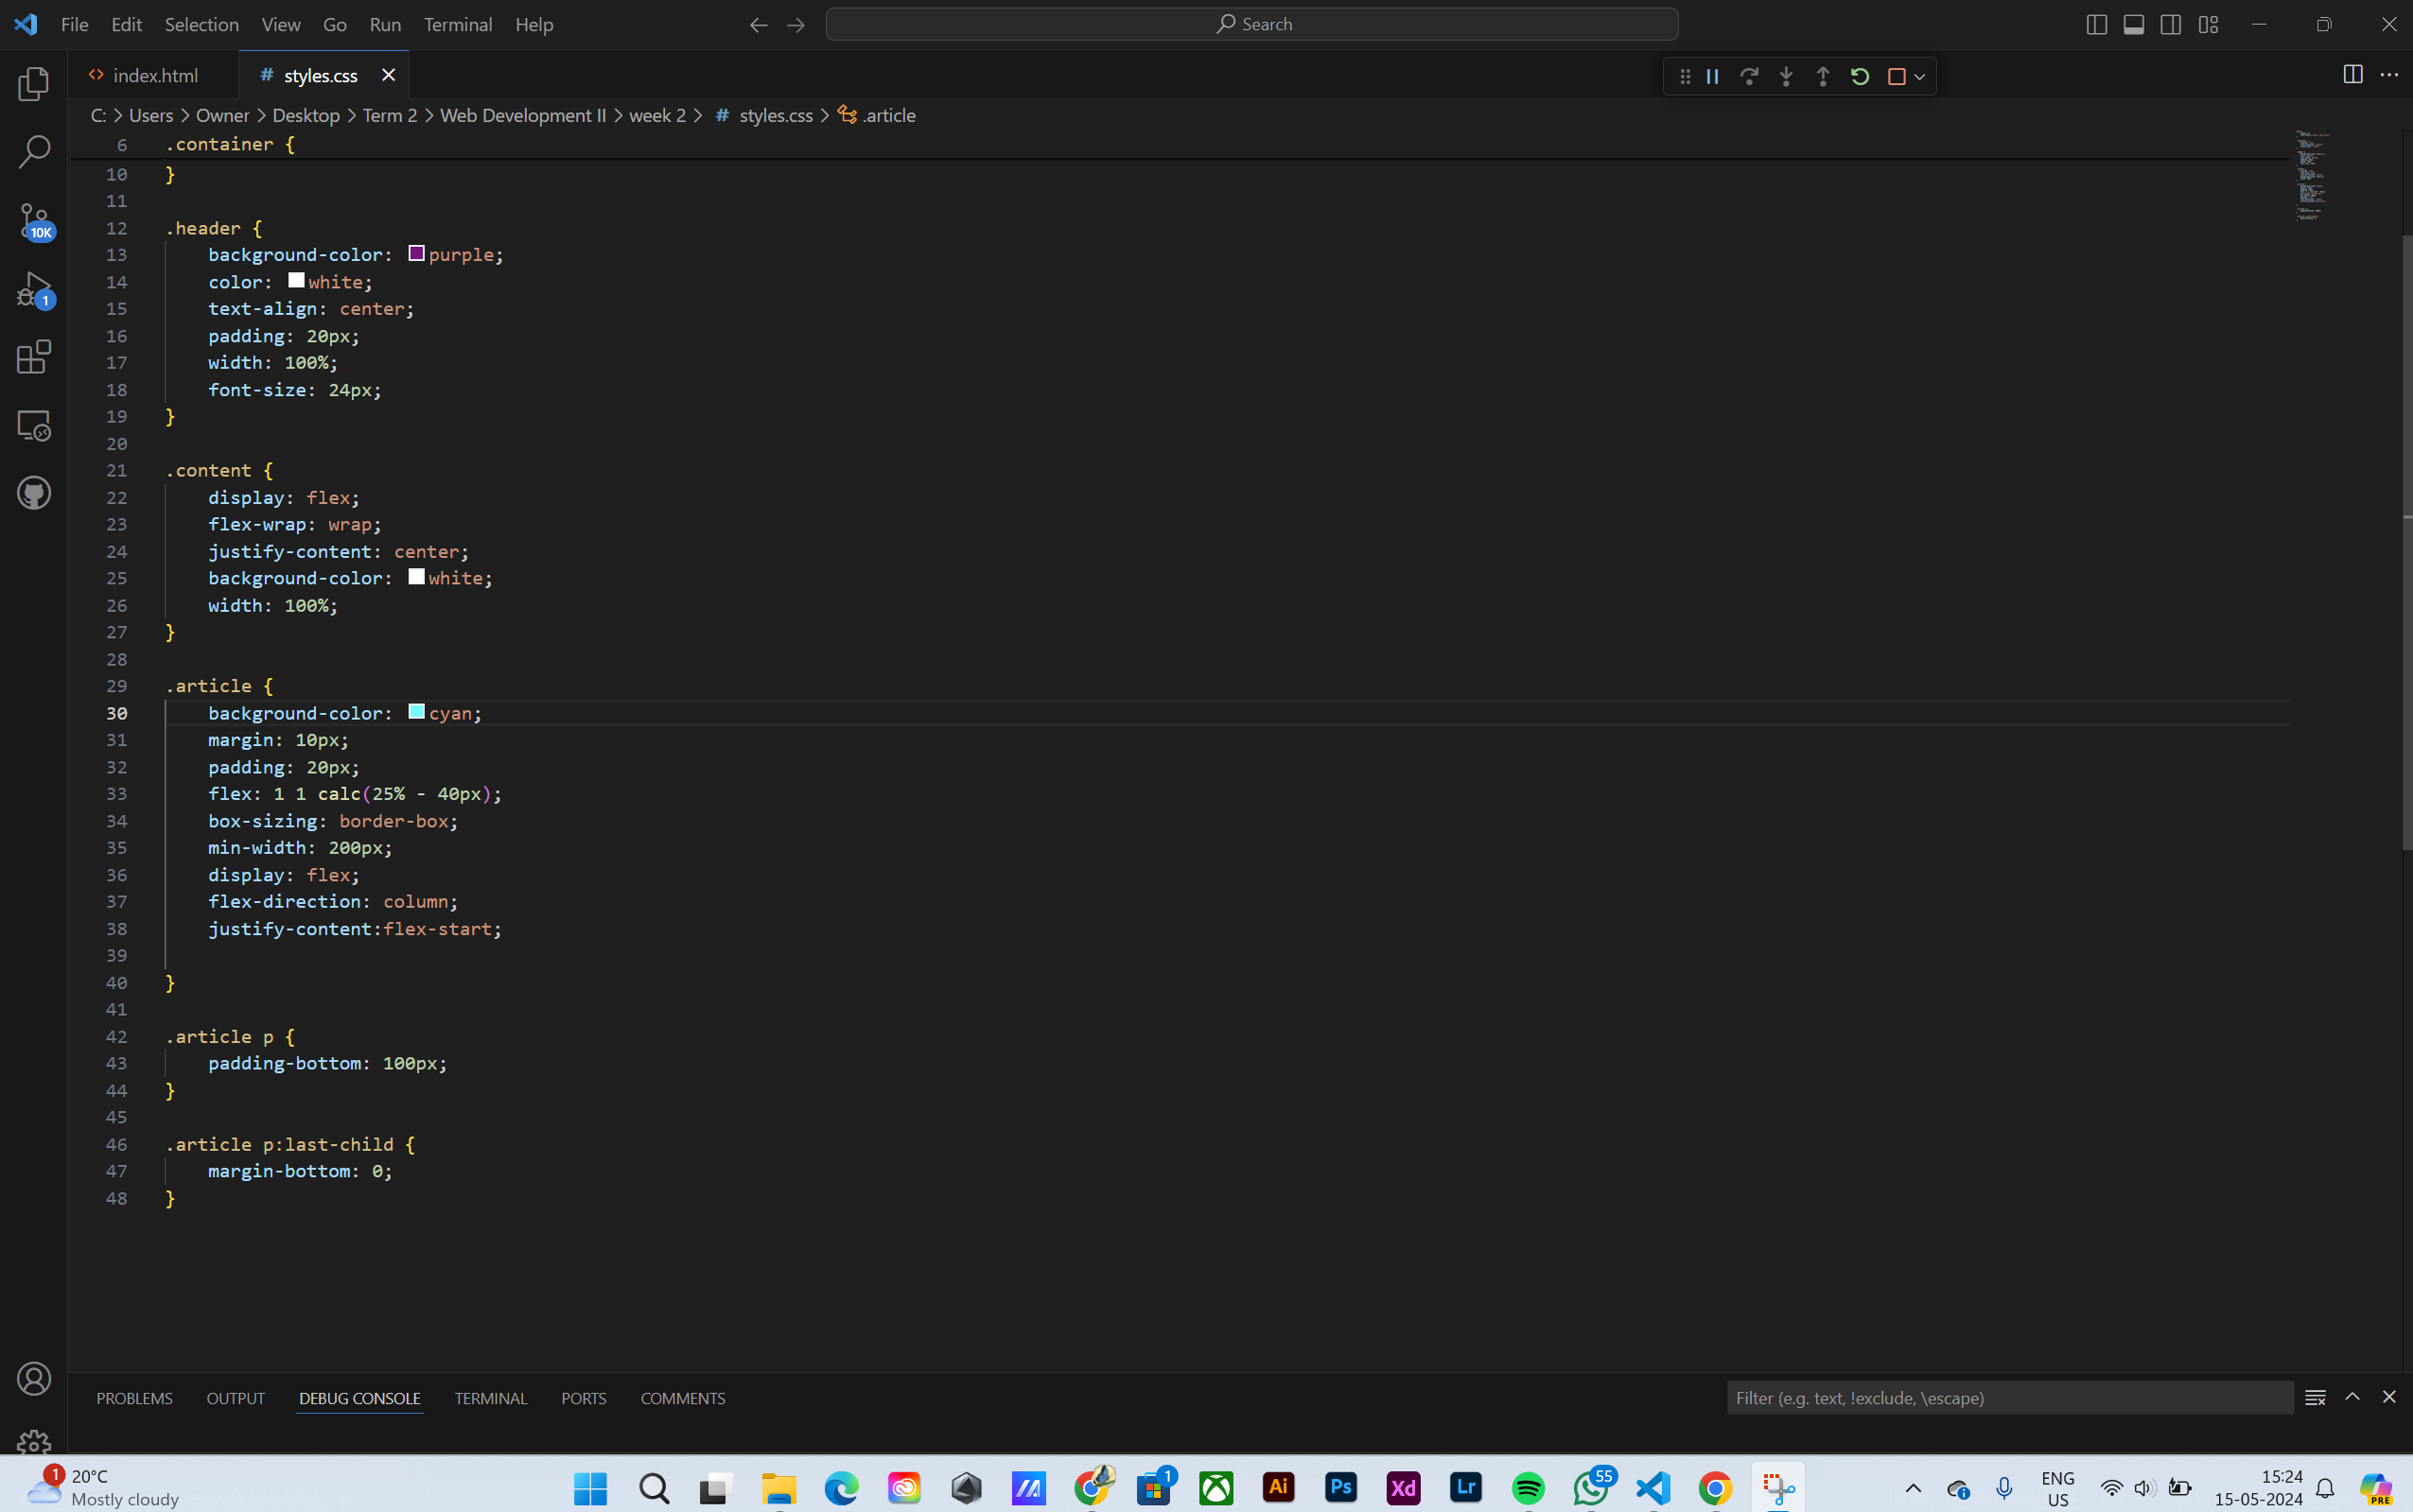 File Edit Selection View Go Run Terminal Help
Search
index.html
# styles.css
C: > Users > Owner > Desktop > Term 2 > Web Development II > week 2 > # styles.css > .article
6 .container {
10 }
11
12 .header {
13 background-color: purple;
14 color: white;
15 text-align: center;
16 padding: 20px;
17 width: 100%;
18 font-size: 24px;
19 }
20
21 .content {
22 display: flex;
23 flex-wrap: wrap;
24 justify-content: center;
25 background-color: white;
26 width: 100%;
27 }
28
29 .article {
30 background-color: cyan;
31 margin: 10px;
32 padding: 20px;
33 flex: 1 1 calc(25% - 40px);
34 box-sizing: border-box;
35 min-width: 200px;
36 display: flex;
37 flex-direction: column;
38 justify-content:flex-start;
39
40 }
41
42 .article p {
43 padding-bottom: 100px;
44 }
45
46 .article p:last-child {
47 margin-bottom: 0;
48 }
10K
1
PROBLEMS OUTPUT DEBUG CONSOLE TERMINAL PORTS COMMENTS
Filter (e.g. text, !exclude, \escape)
1
20°C
Mostly cloudy
1
Ai
Ps
Xd
Lr
55
ENG
US
15:24
15-05-2024
PRE